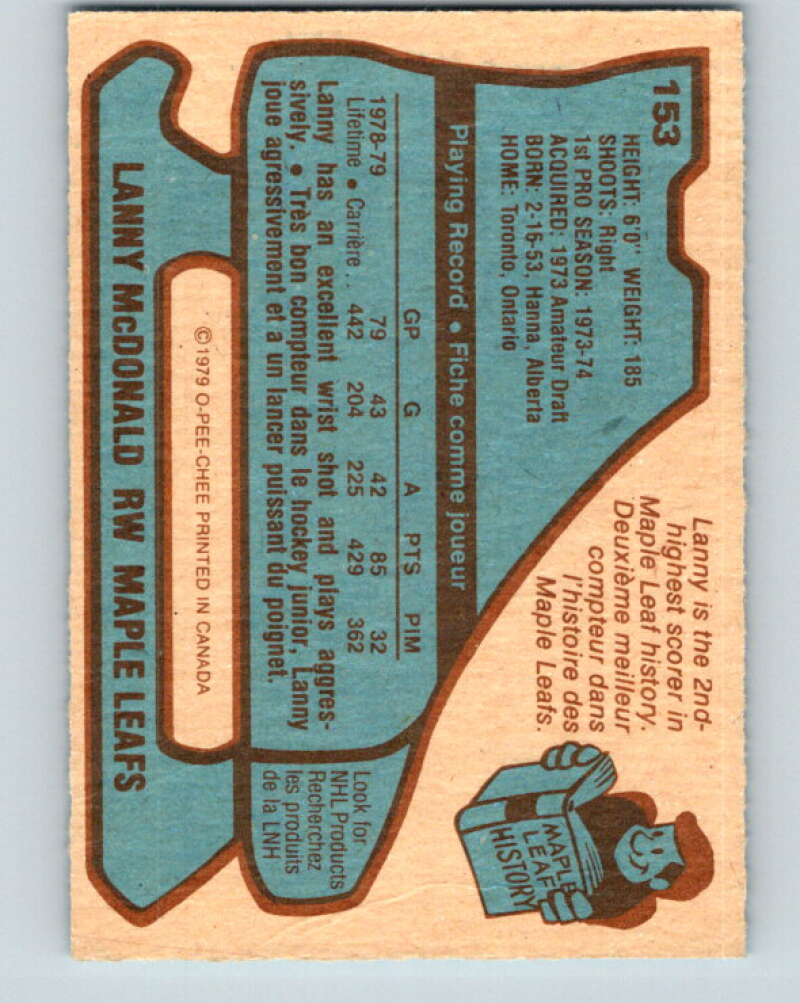 153
HEIGHT: 6'0" WEIGHT: 185
SHOOTS: Right
1st PRO SEASON: 1973-74
ACQUIRED: 1973 Amateur Draft
BORN: 2-16-53, Hanna, Alberta
HOME: Toronto, Ontario
Lanny is the 2nd-
highest scorer in
Maple Leaf history.
Deuxième meilleur
compteur dans
l'histoire des
Maple Leafs.
MAPLE
LEAF
HISTORY
Playing Record • Fiche comme joueur
GP G A PTS PIM
1978-79 79 43 42 85 32
Lifetime • Carrière . . 442 204 225 429 362
Lanny has an excellent wrist shot and plays aggres-
sively. • Très bon compteur dans le hockey junior, Lanny
joue agressivement et a un lancer puissant du poignet.
Look for
NHL Products
Recherchez
les produits
de la LNH
©1979 O-PEE-CHEE PRINTED IN CANADA
LANNY McDONALD RW MAPLE LEAFS